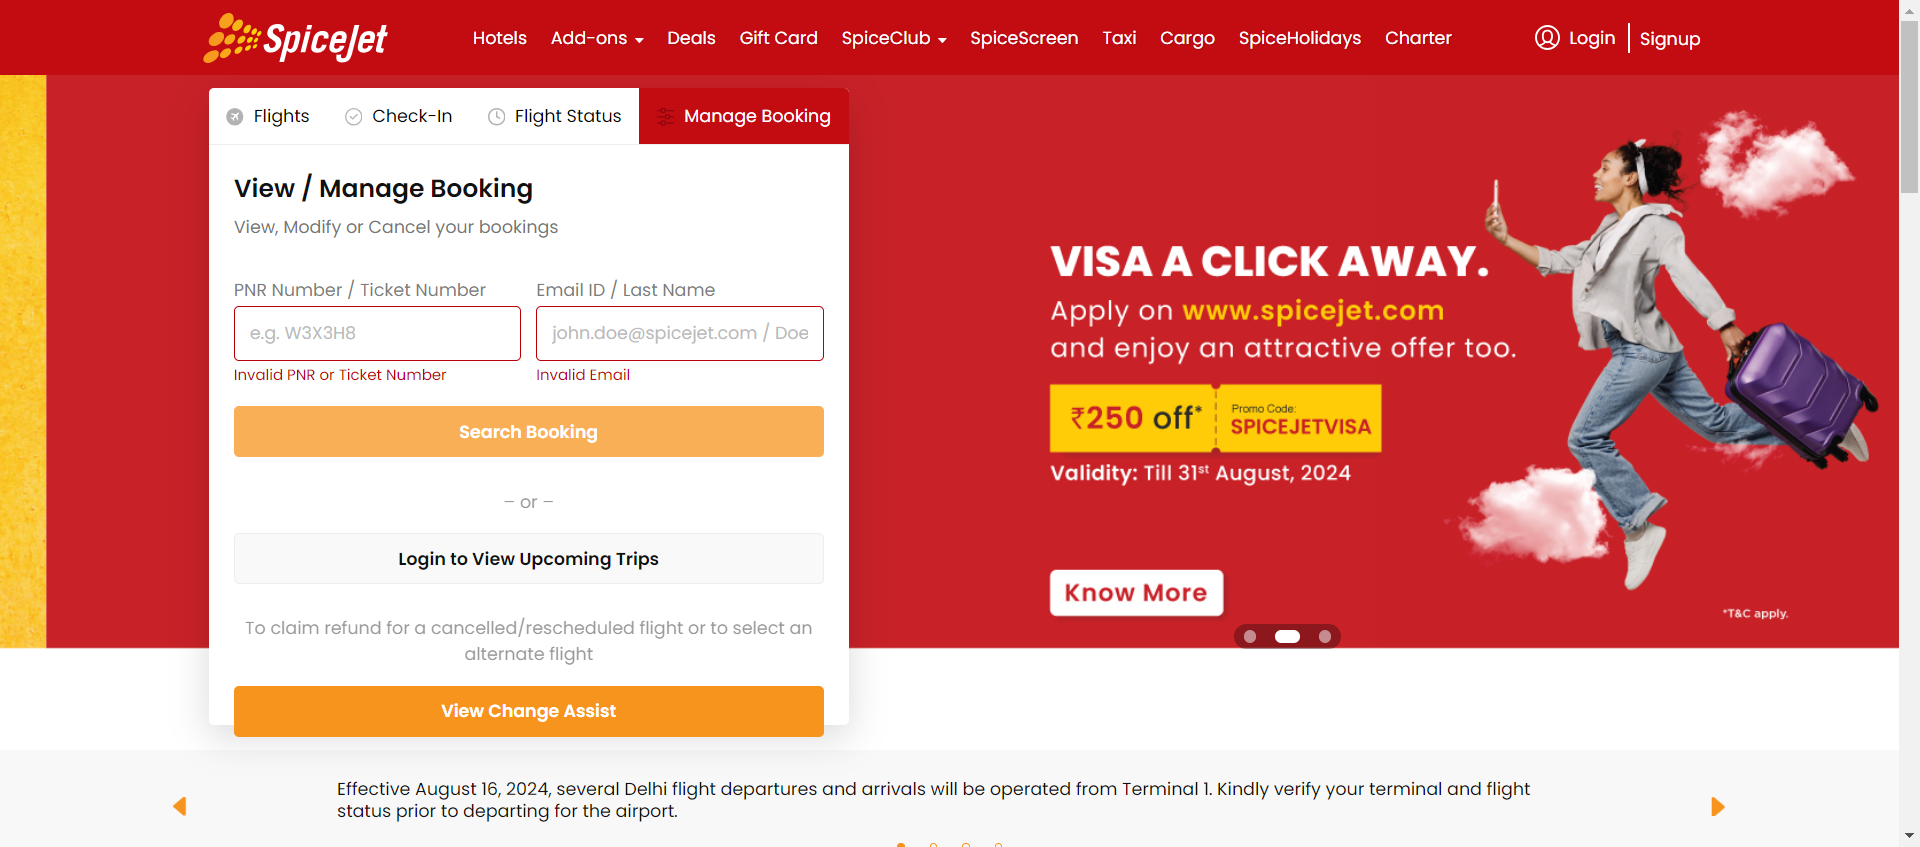 SpiceJet
Hotels
Add-ons
Deals
Gift Card
SpiceClub
SpiceScreen
Taxi
Cargo
SpiceHolidays
Charter
Login
Signup
Flights
Check-In
Flight Status
Manage Booking
View / Manage Booking
View, Modify or Cancel your bookings
PNR Number / Ticket Number
Email ID / Last Name
e.g. W3X3H8
john.doe@spicejet.com / Doe
Invalid PNR or Ticket Number
Invalid Email
Search Booking
– or –
Login to View Upcoming Trips
To claim refund for a cancelled/rescheduled flight or to select an
alternate flight
View Change Assist
VISA A CLICK AWAY.
Apply on www.spicejet.com
and enjoy an attractive offer too.
₹250 off*
Promo Code:
SPICEJETVISA
Validity: Till 31st August, 2024
Know More
*T&C apply.
Effective August 16, 2024, several Delhi flight departures and arrivals will be operated from Terminal 1. Kindly verify your terminal and flight
status prior to departing for the airport.